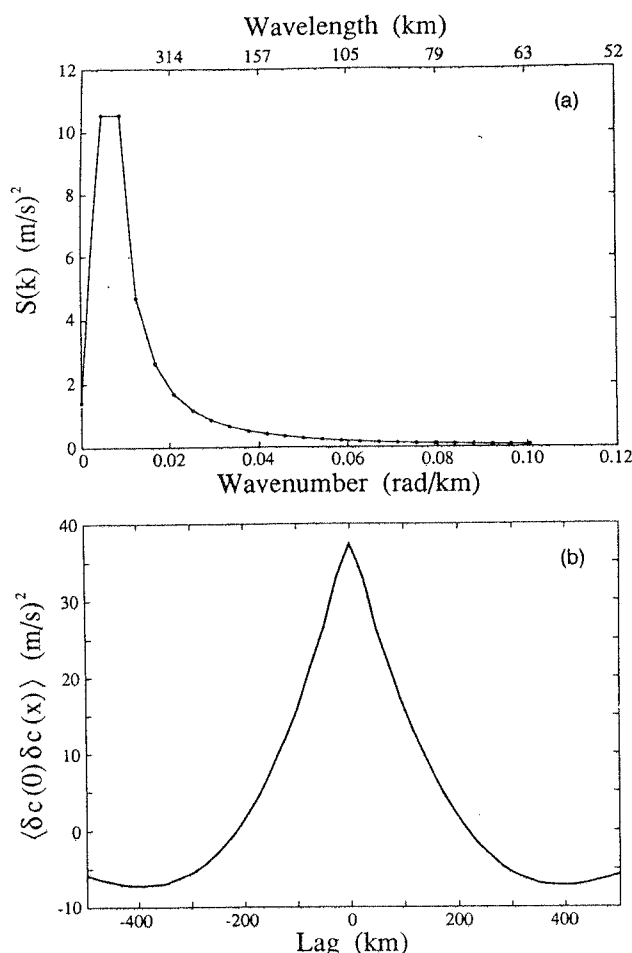 Wavelength (km)
314 157 105 79 63 52
(a)
12
10
8
6
4
2
0
S(k) (m/s)²
0 0.02 0.04 0.06 0.08 0.10 0.12
Wavenumber (rad/km)
(b)
40
30
20
10
0
-10
⟨δc(0)δc(x)⟩ (m/s)²
-400 -200 0 200 400
Lag (km)